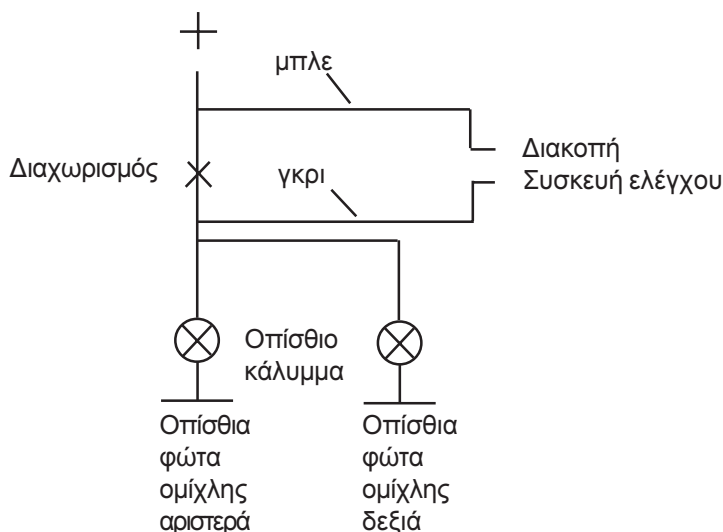 μπλε
Διαχωρισμός
γκρι
Διακοπή
Συσκευή ελέγχου
Οπίσθιο
κάλυμμα
Οπίσθια
φώτα
ομίχλης
αριστερά
Οπίσθια
φώτα
ομίχλης
δεξιά